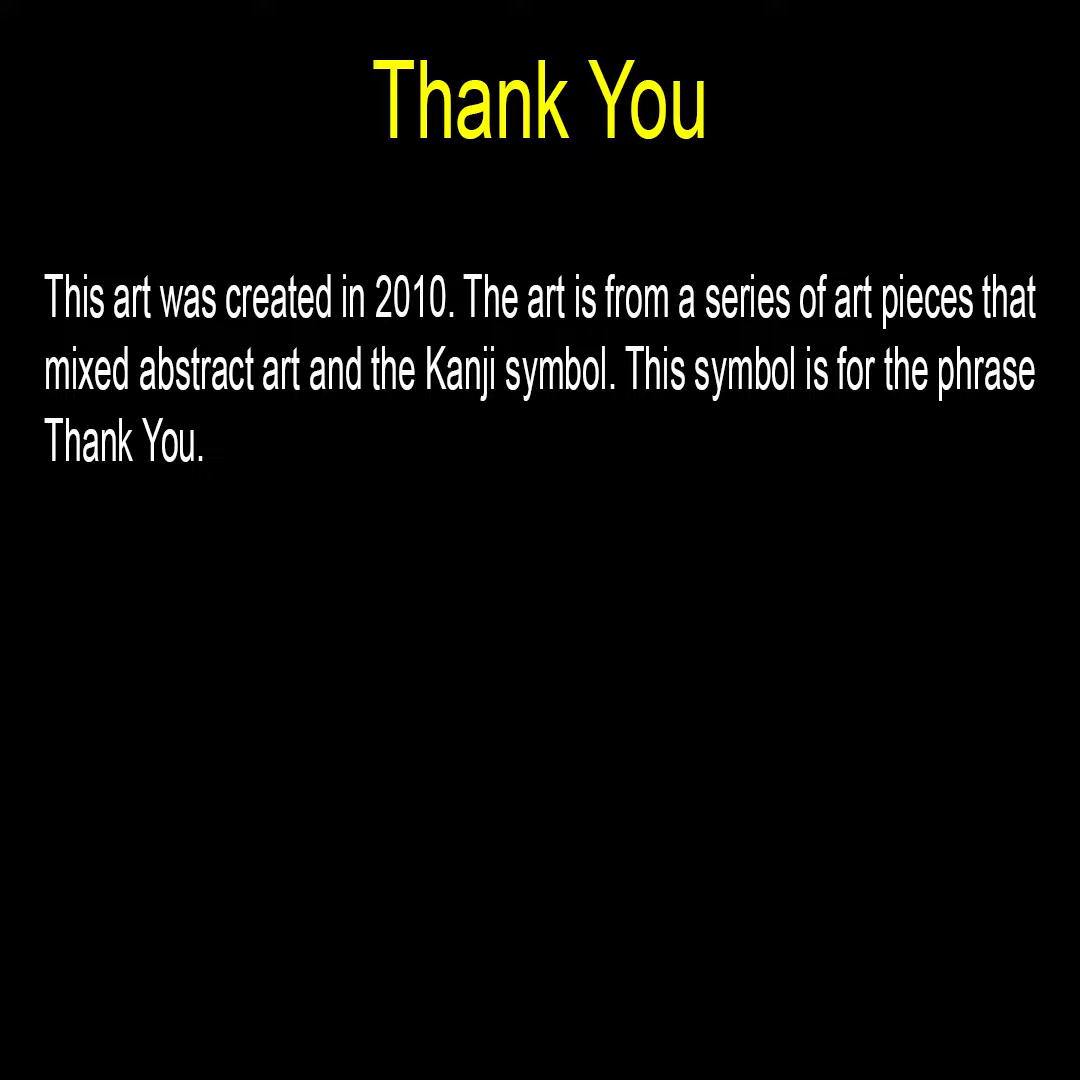 Thank You
This art was created in 2010. The art is from a series of art pieces that
mixed abstract art and the Kanji symbol. This symbol is for the phrase
Thank You.